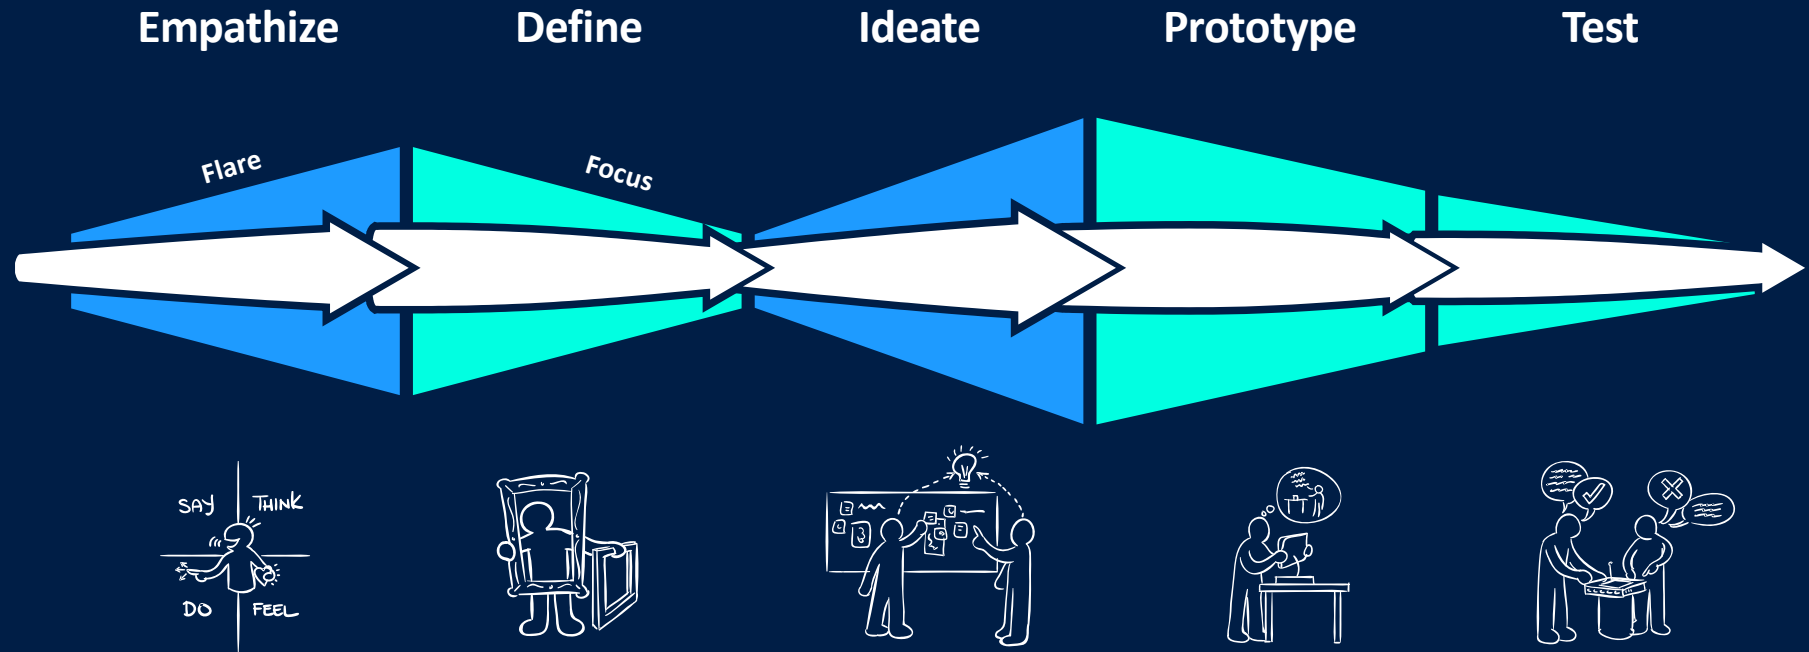 Empathize
Define
Ideate
Prototype
Test
Flare
Focus
SAY
THINK
DO
FEEL